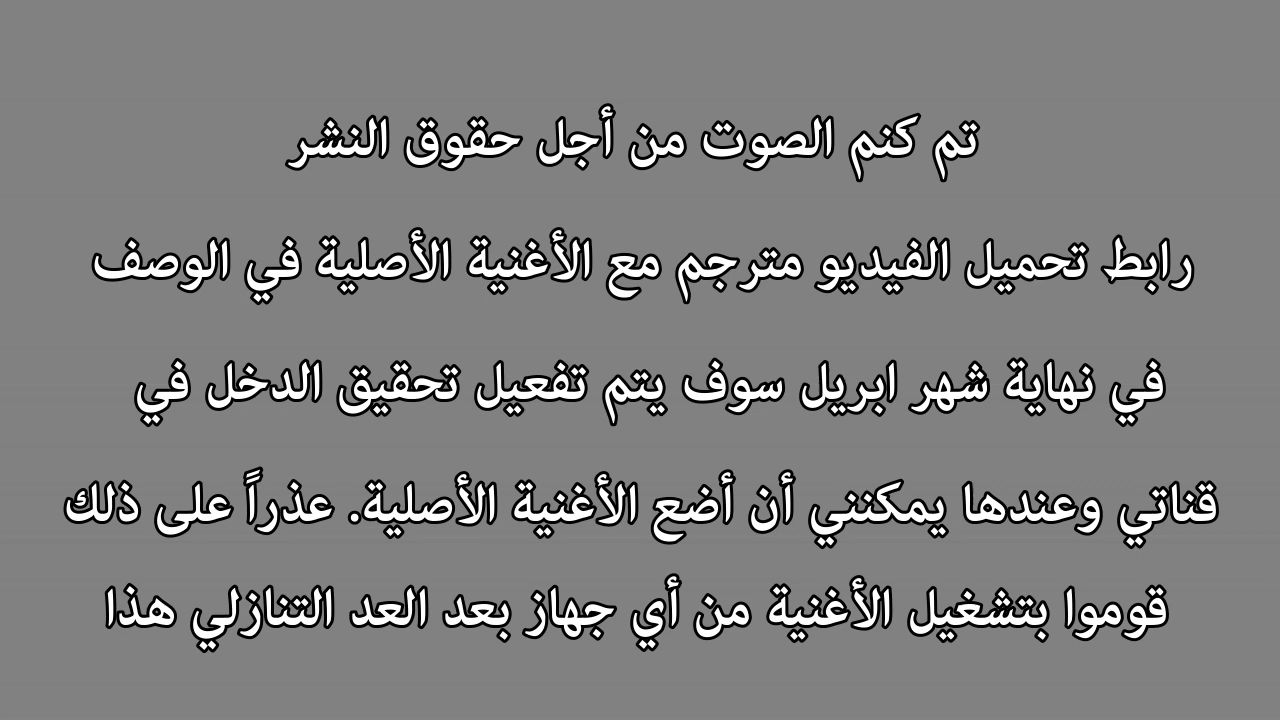 تم كنم الصوت من أجل حقوق النشر
رابط تحميل الفيديو مترجم مع الأغنية الأصلية في الوصف
في نهاية شهر ابريل سوف يتم تفعيل تحقيق الدخل في
قناتي وعندها يمكنني أن أضع الأغنية الأصلية. عذراً على ذلك
قوموا بتشغيل الأغنية من أي جهاز بعد العد التنازلي هذا